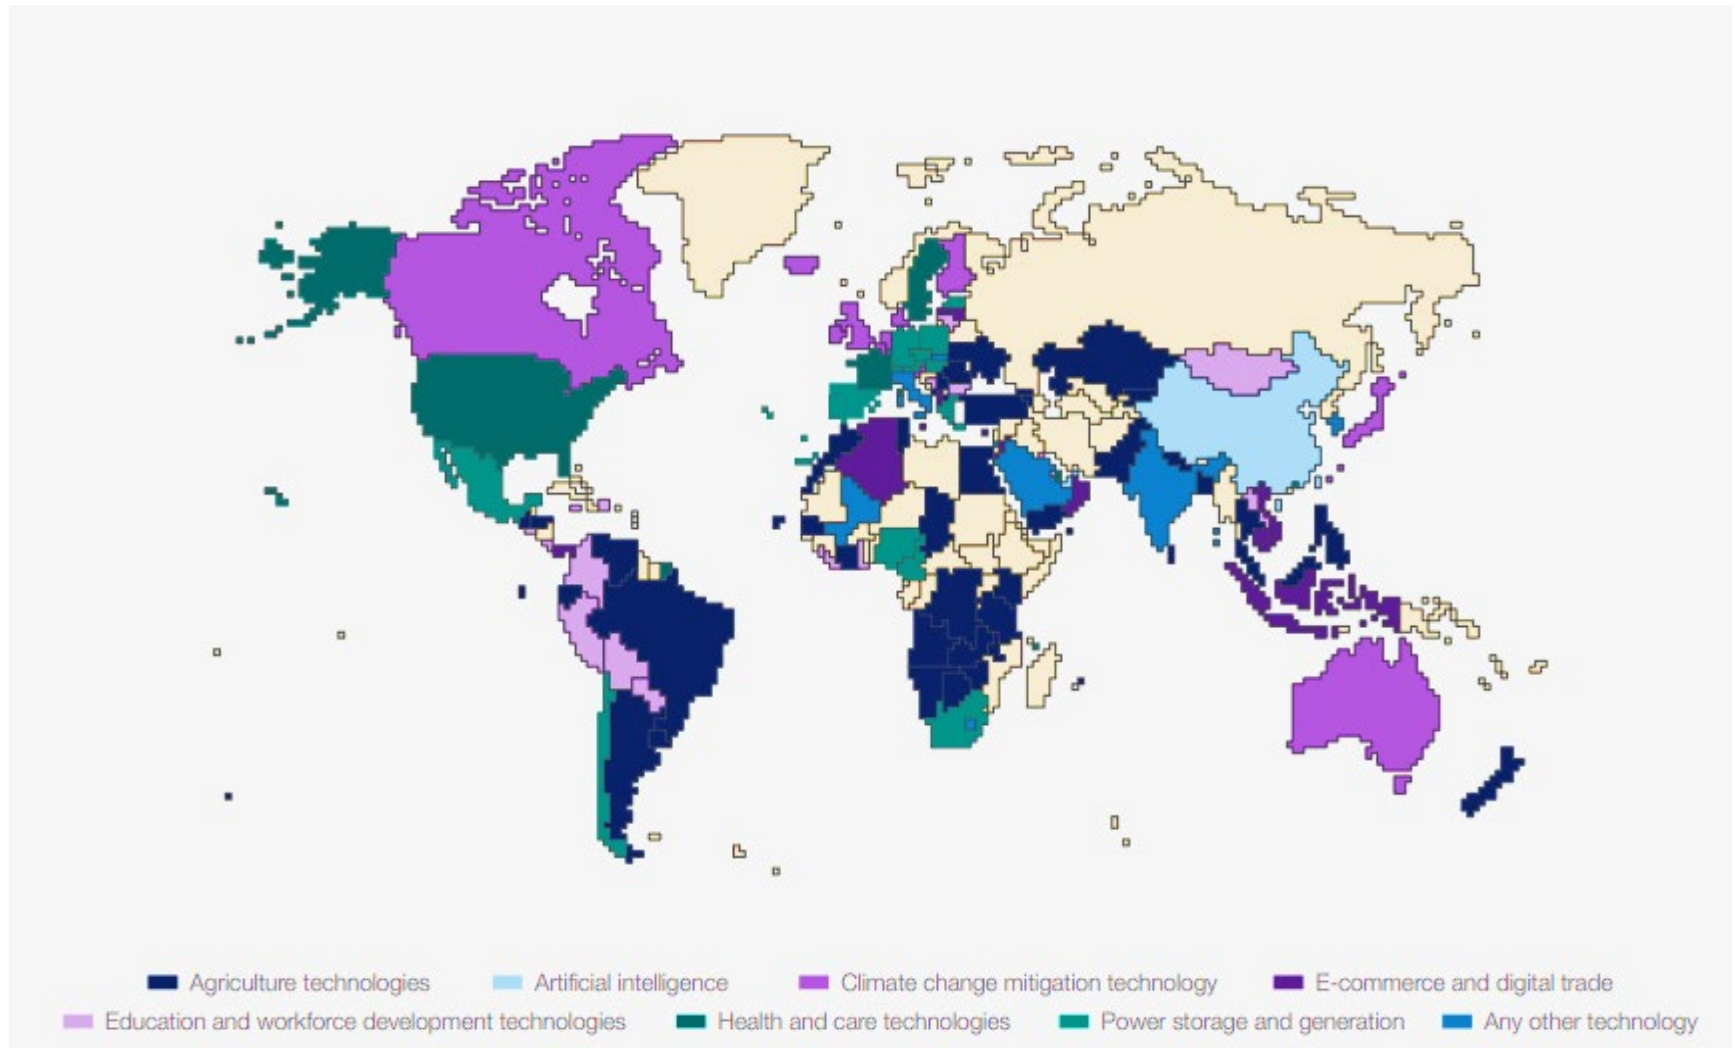 Agriculture technologies Artificial intelligence Climate change mitigation technology E-commerce and digital trade
Education and workforce development technologies Health and care technologies Power storage and generation Any other technology